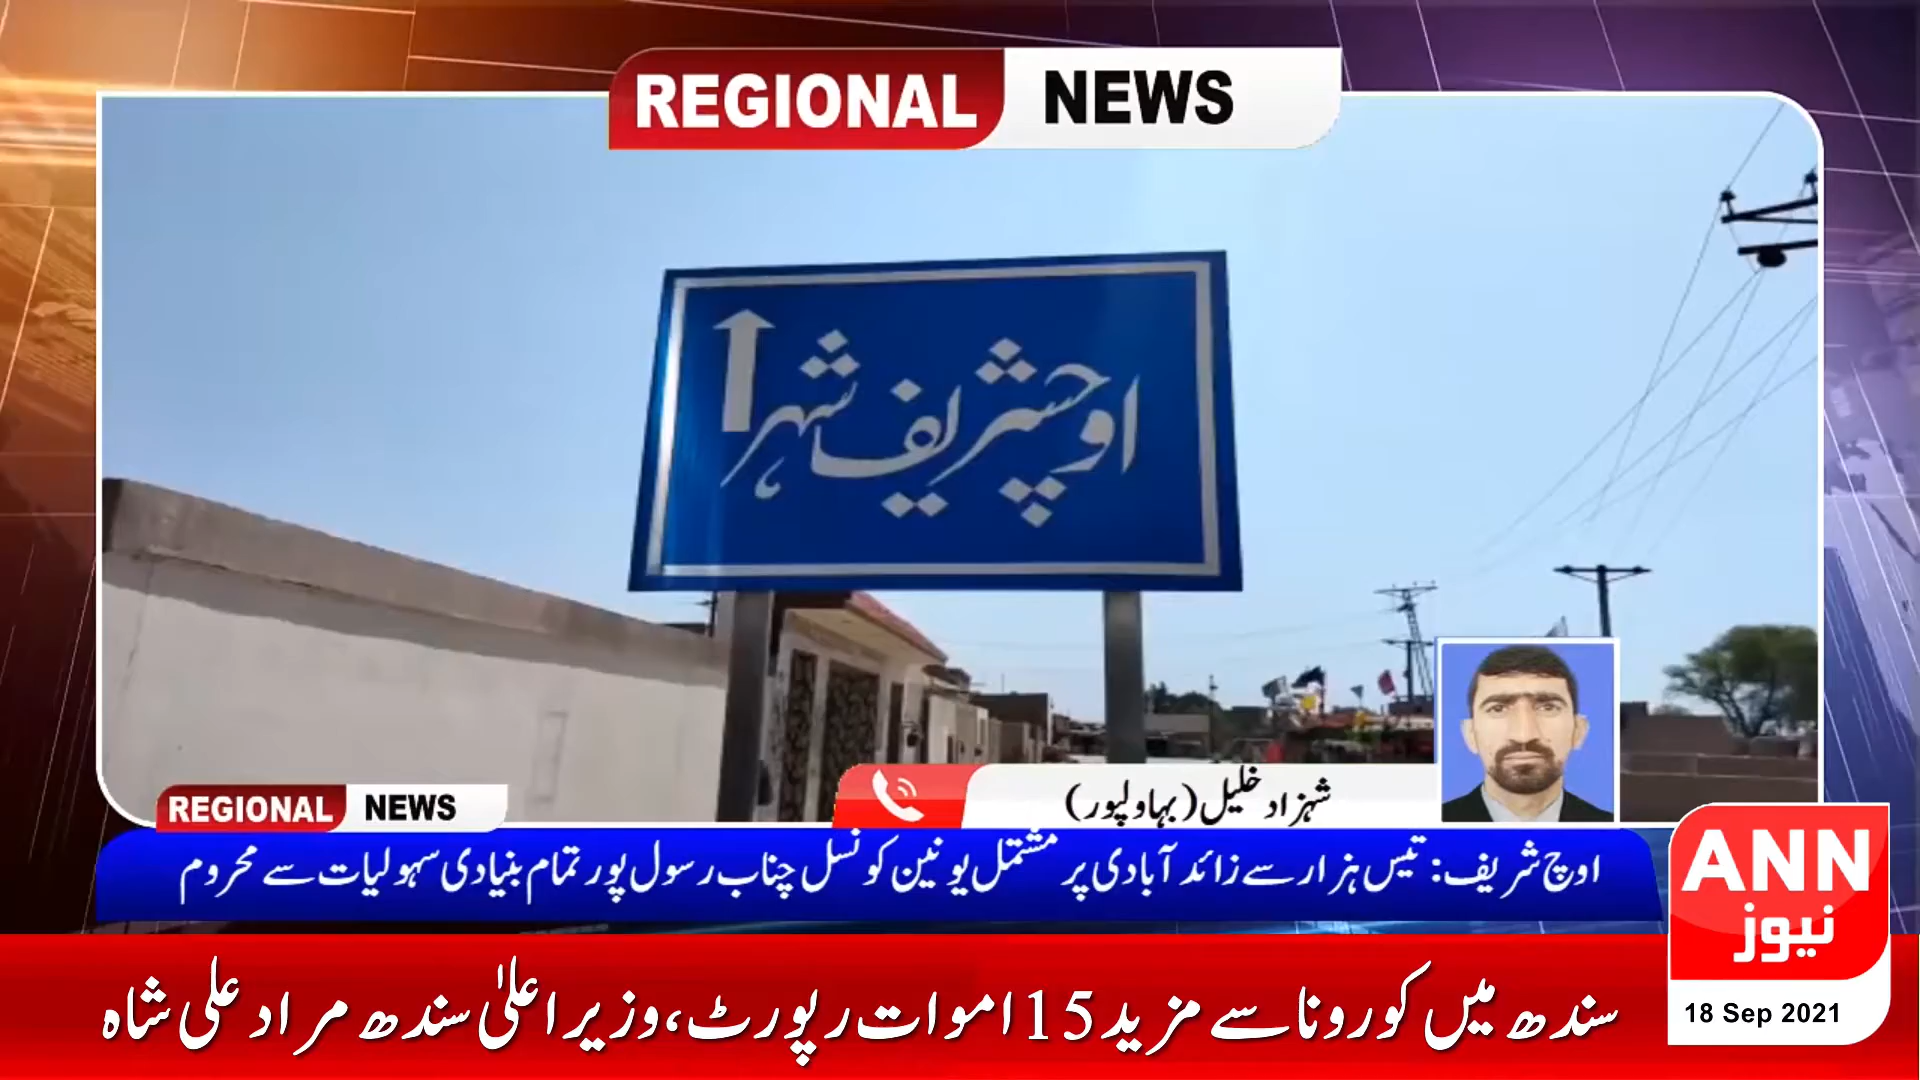 REGIONAL NEWS
اوچشریف شہر
شہزاد خلیل (بہاولپور)
REGIONAL NEWS
اوچ شریف: تیس ہزار سے زائد آبادی پر مشتمل یونین کونسل چناب رسول پور تمام بنیادی سہولیات سے محروم
ANN
نیوز
سندھ میں کورونا سے مزید 15 اموات رپورٹ، وزیراعلیٰ سندھ مراد علی شاہ
18 Sep 2021